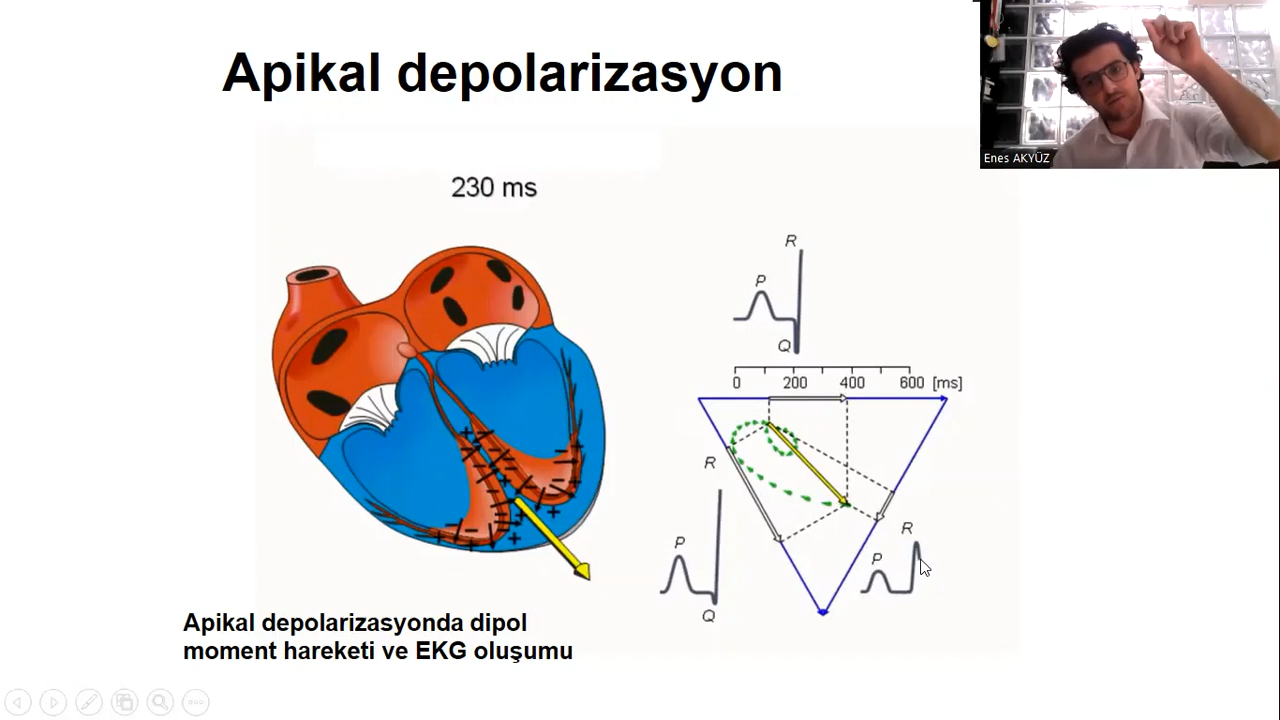 Apikal depolarizasyon
Enes AKYÜZ
230 ms
R
P
Q
0 200 400 600 [ms]
R
P
Q
R
P
Apikal depolarizasyonda dipol
moment hareketi ve EKG oluşumu